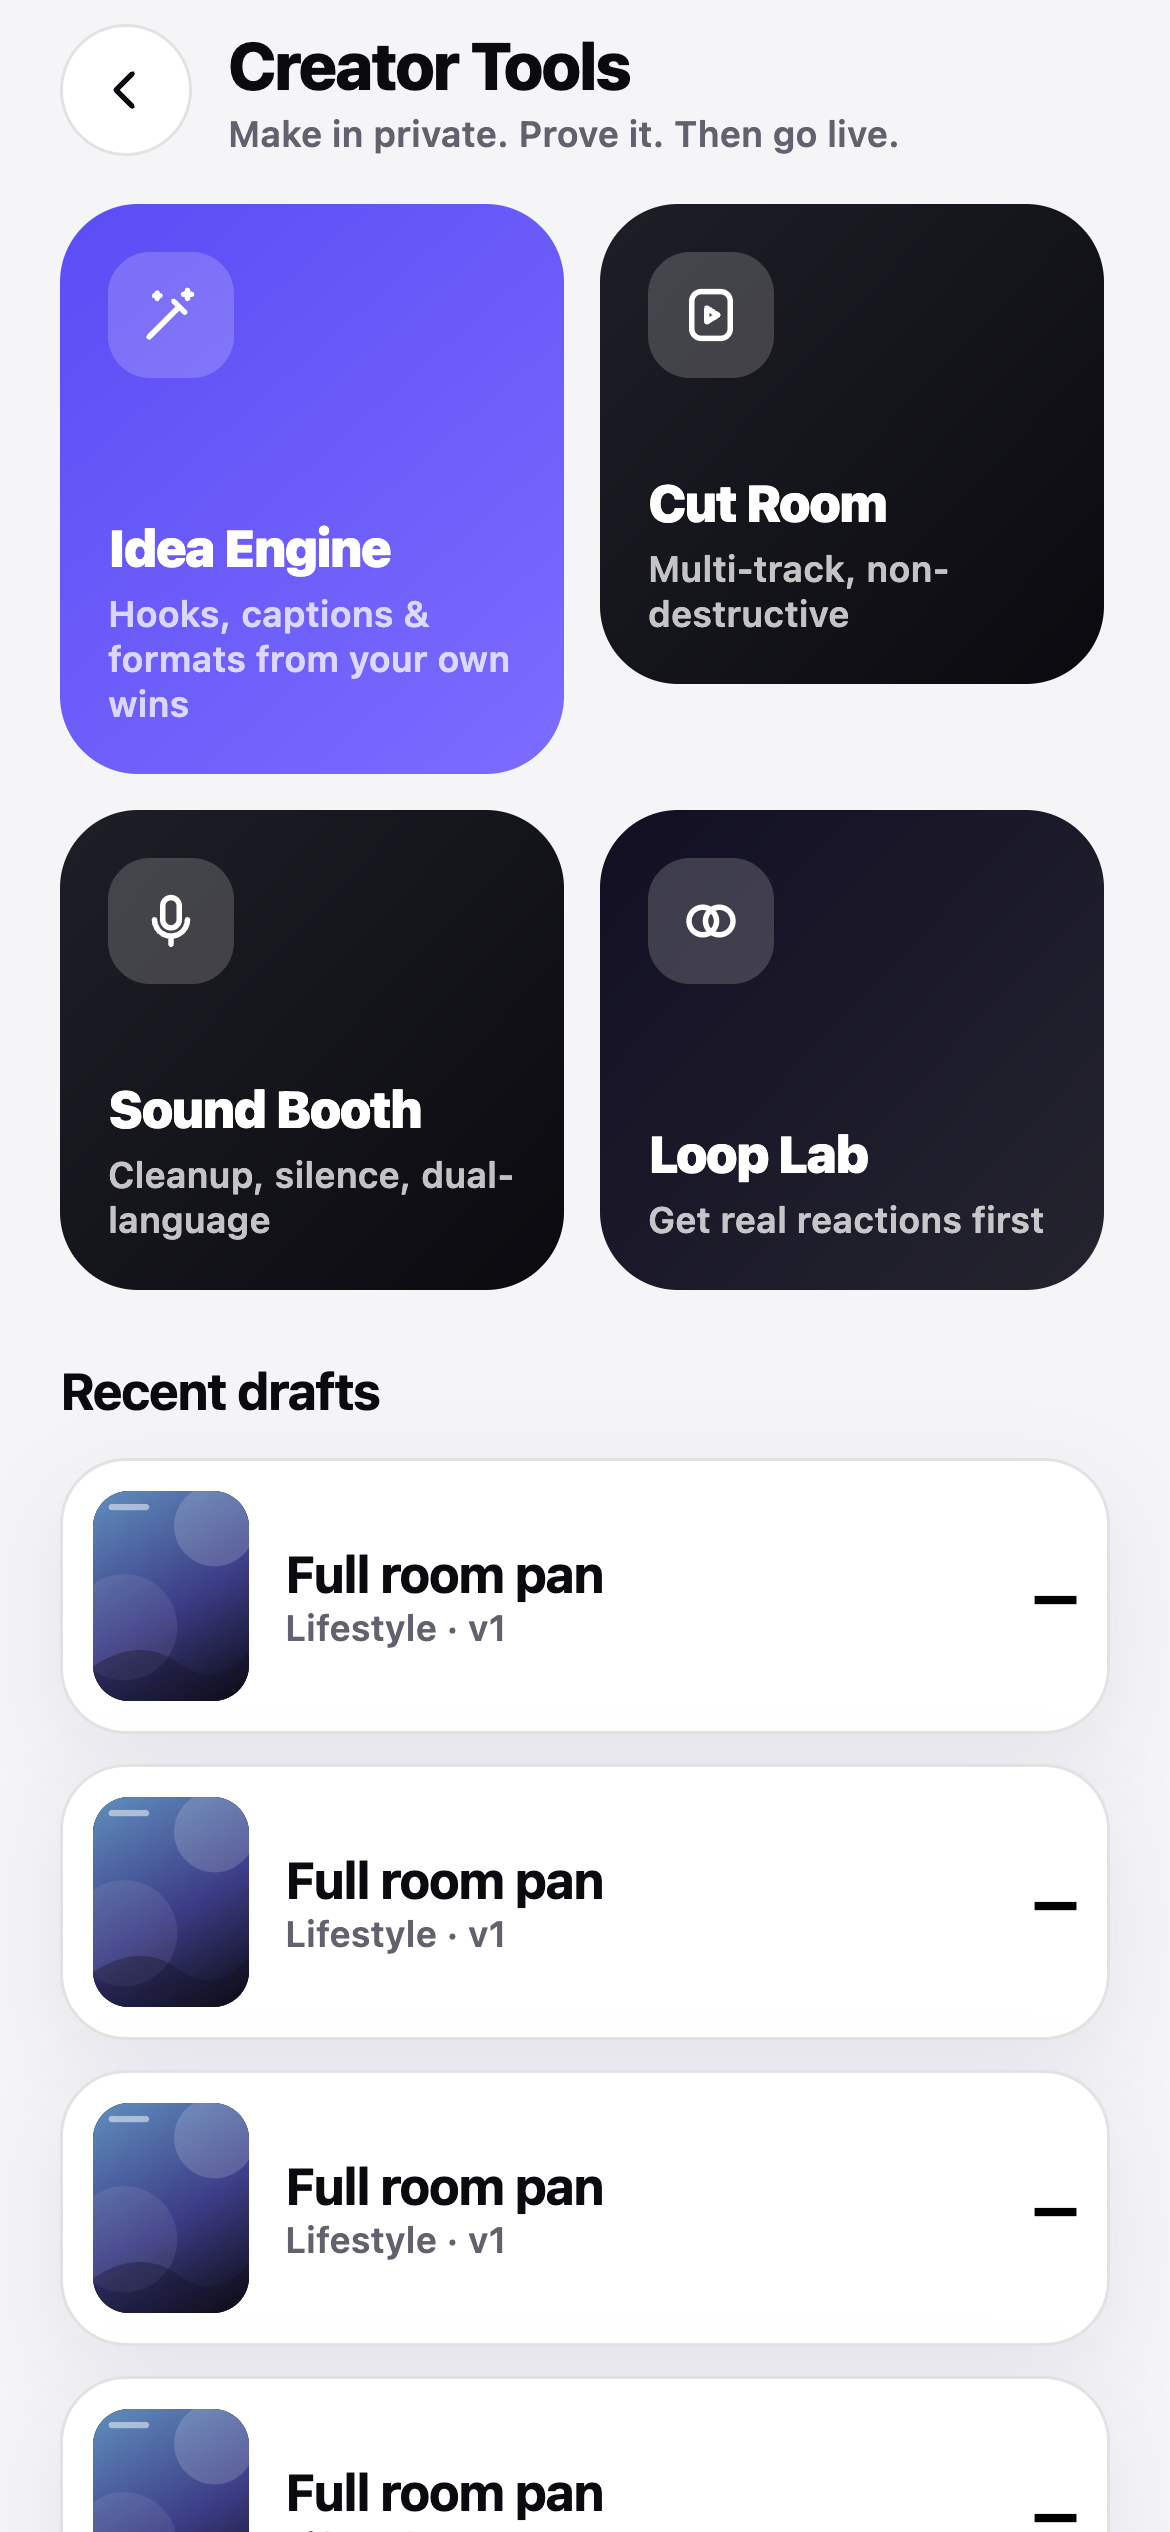 Creator Tools
Make in private. Prove it. Then go live.
Idea Engine
Hooks, captions &
formats from your own
wins
Cut Room
Multi-track, non-
destructive
Sound Booth
Cleanup, silence, dual-
language
Loop Lab
Get real reactions first
Recent drafts
Full room pan
Lifestyle · v1
—
Full room pan
Lifestyle · v1
—
Full room pan
Lifestyle · v1
—
Full room pan
—